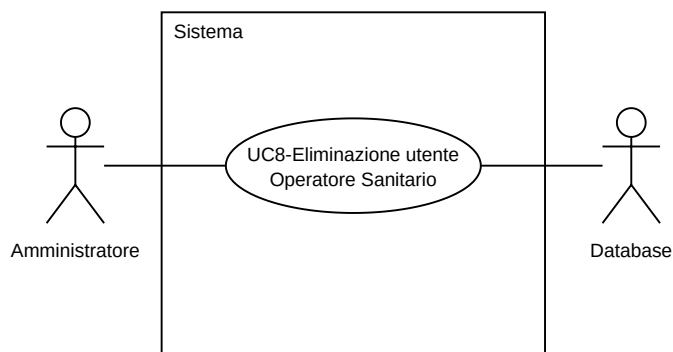 Sistema
UC8-Eliminazione utente
Operatore Sanitario
Amministratore
Database